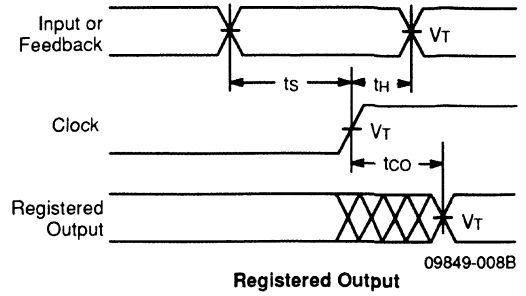 Input or
Feedback
VT
tS
tH
Clock
VT
tCO
Registered
Output
VT
09849-008B
Registered Output